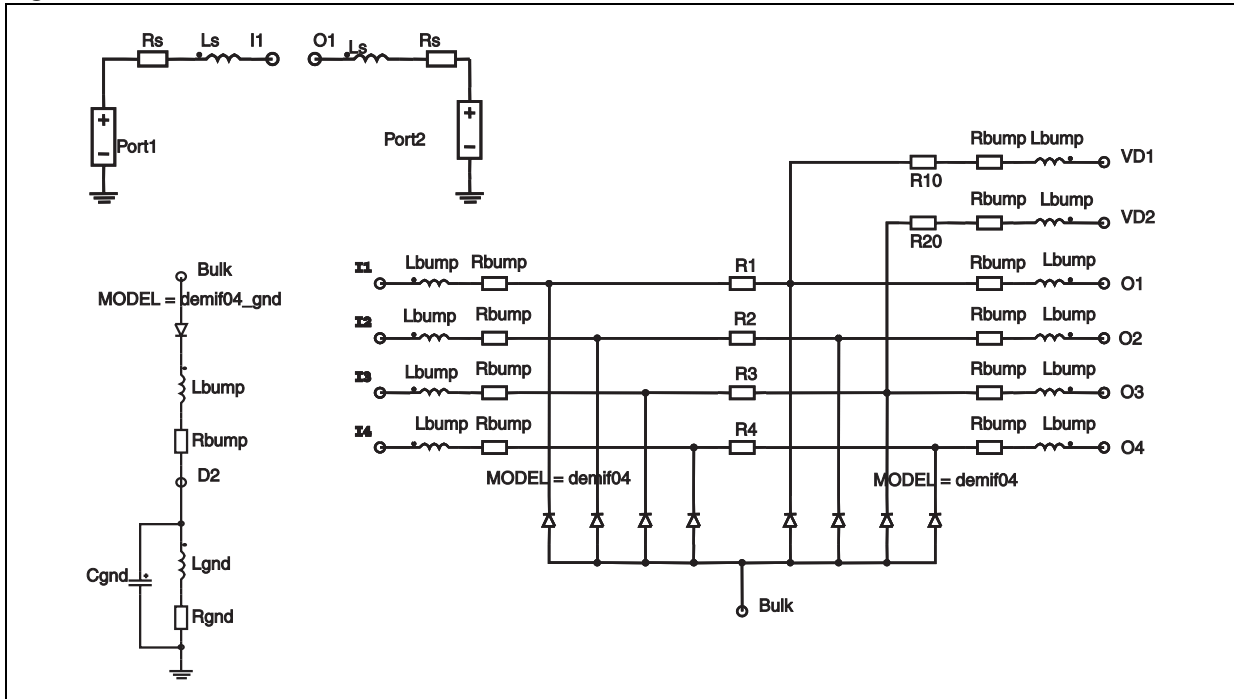 Rs Ls I1 O1 Ls Rs
+ +
Port1 Port2
− −
Rbump Lbump VD1
R10
Rbump Lbump VD2
R20
I1 Lbump Rbump R1 Rbump Lbump O1
I2 Lbump Rbump R2 Rbump Lbump O2
I3 Lbump Rbump R3 Rbump Lbump O3
I4 Lbump Rbump R4 Rbump Lbump O4
MODEL = demif04 MODEL = demif04
Bulk
Bulk
MODEL = demif04_gnd
Lbump
Rbump
D2
Lgnd
Cgnd +
Rgnd